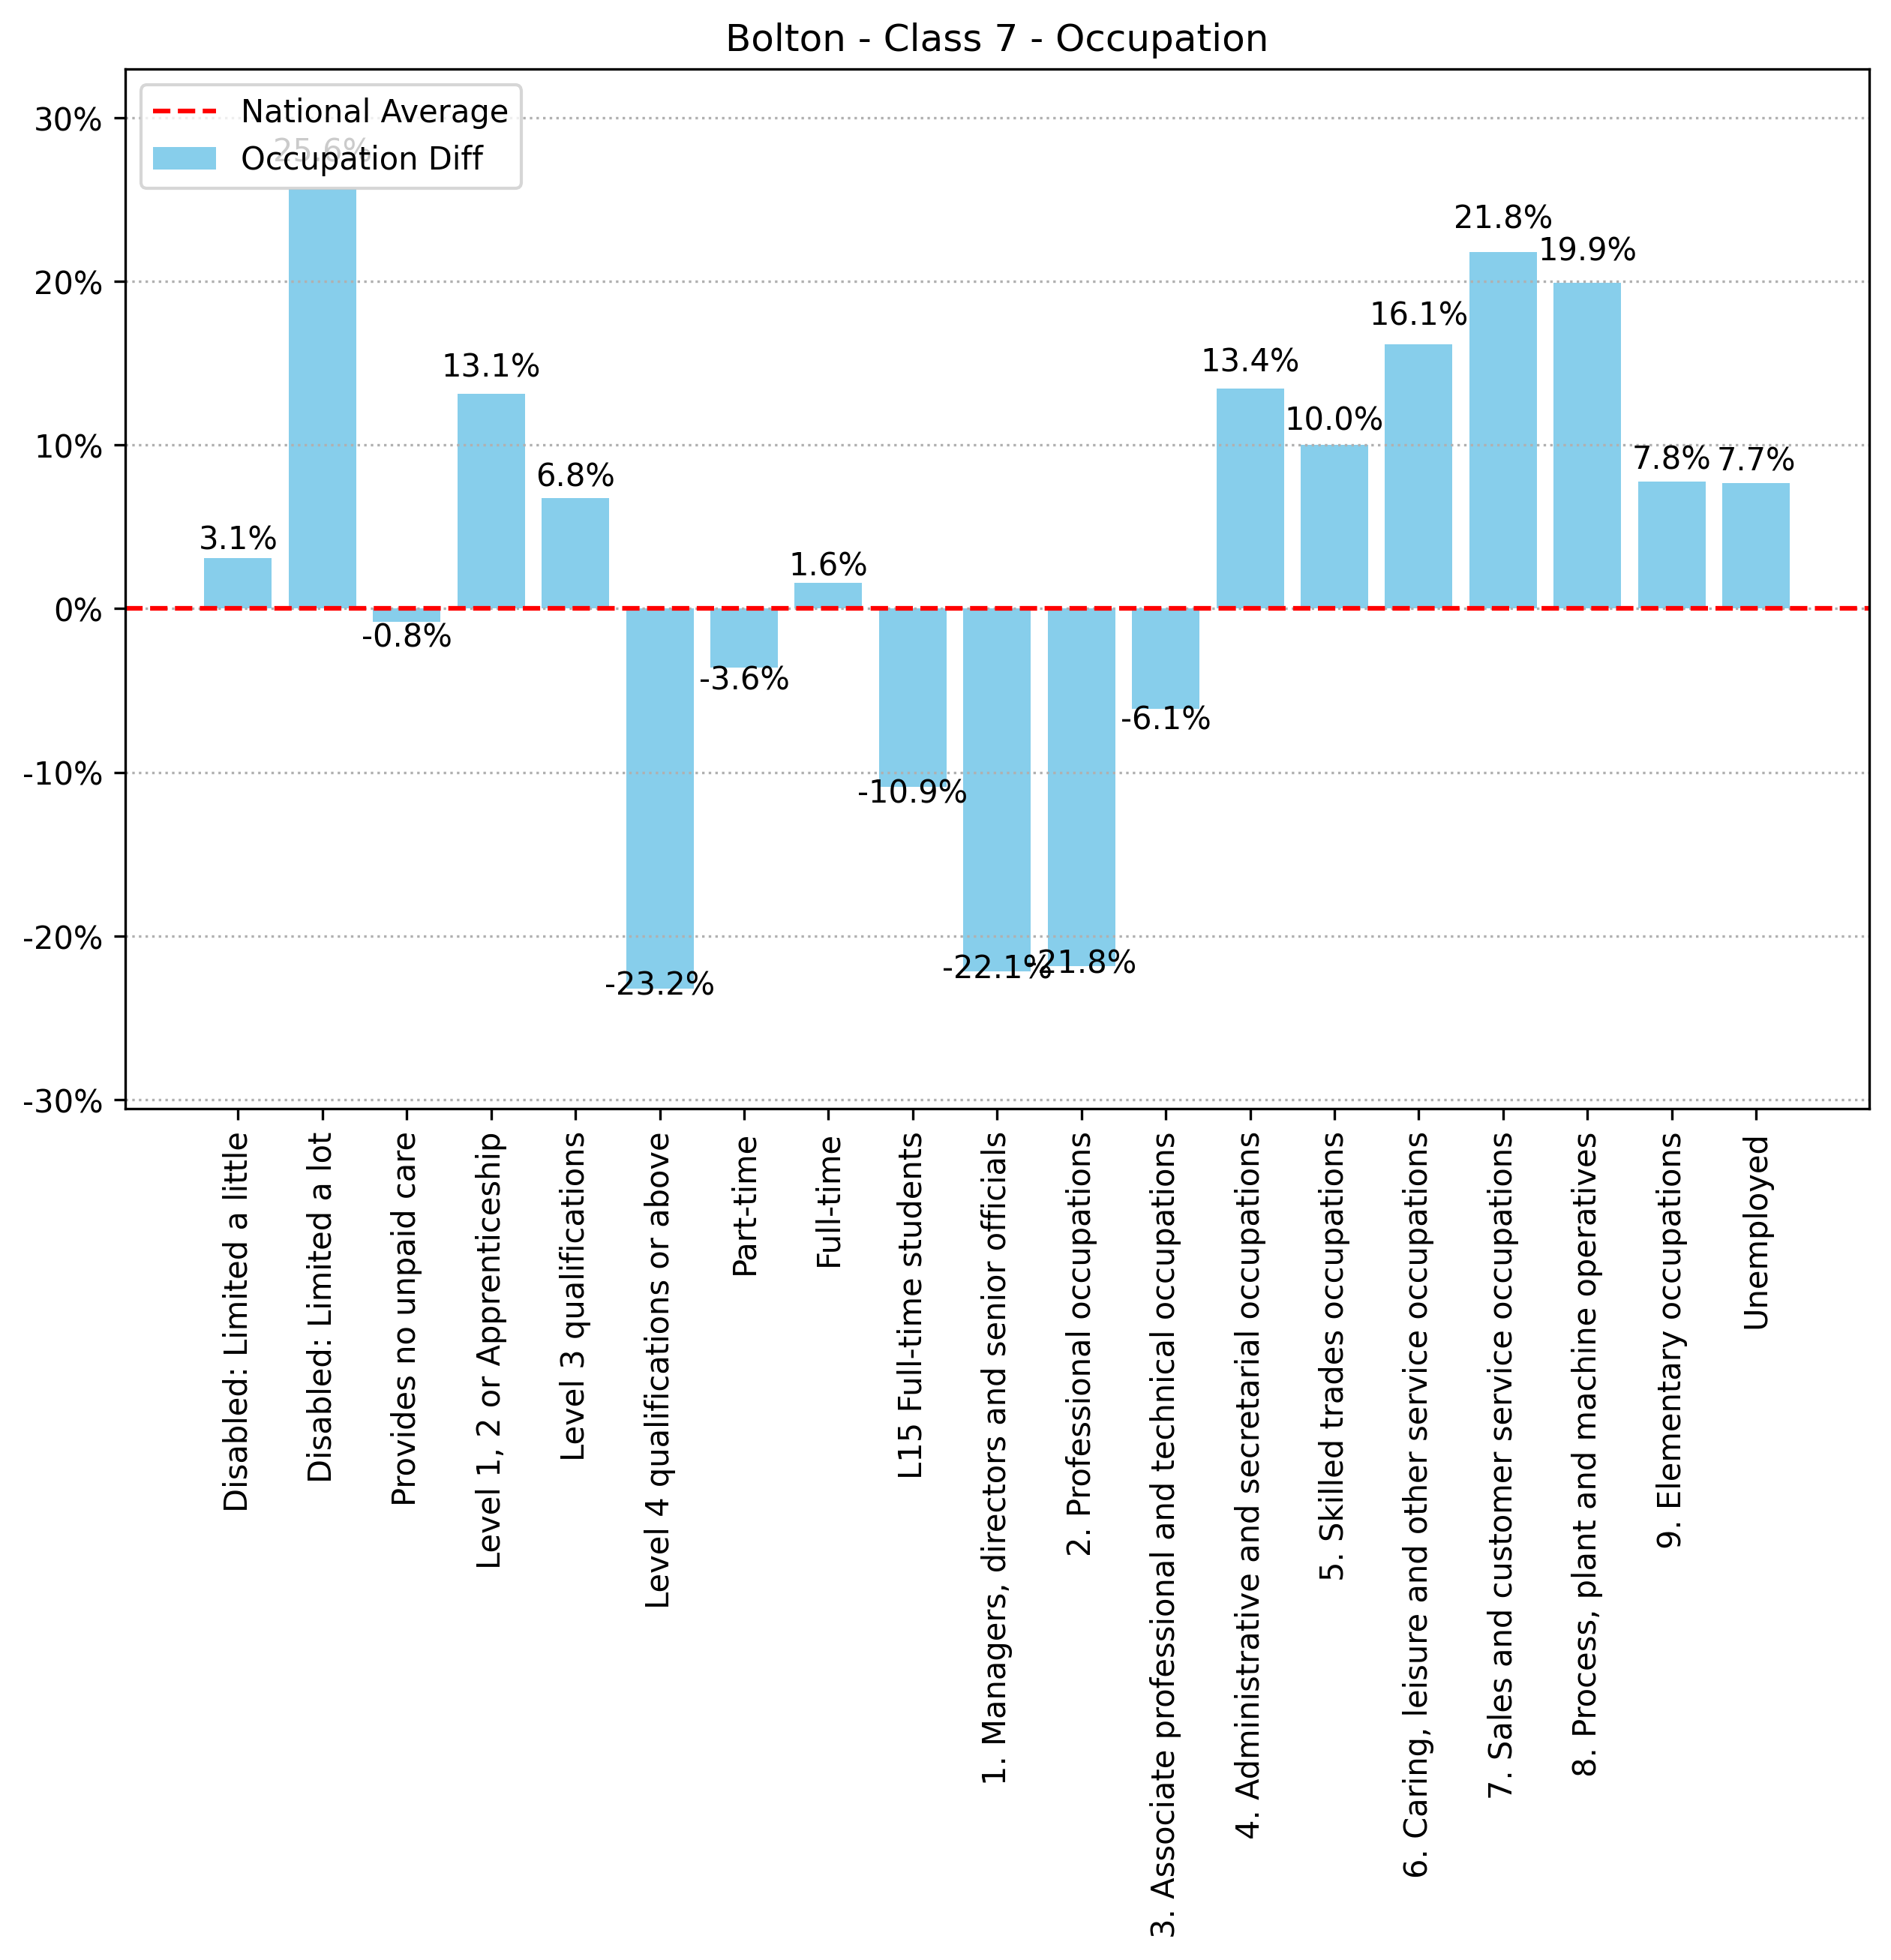 Bolton - Class 7 - Occupation
National Average
Occupation Diff
30%
20%
10%
0%
-10%
-20%
-30%
3.1%
25.6%
-0.8%
13.1%
6.8%
-23.2%
-3.6%
1.6%
-10.9%
-22.1%
-21.8%
-6.1%
13.4%
10.0%
16.1%
21.8%
19.9%
7.8%
7.7%
Disabled: Limited a little
Disabled: Limited a lot
Provides no unpaid care
Level 1, 2 or Apprenticeship
Level 3 qualifications
Level 4 qualifications or above
Part-time
Full-time
L15 Full-time students
1. Managers, directors and senior officials
2. Professional occupations
3. Associate professional and technical occupations
4. Administrative and secretarial occupations
5. Skilled trades occupations
6. Caring, leisure and other service occupations
7. Sales and customer service occupations
8. Process, plant and machine operatives
9. Elementary occupations
Unemployed